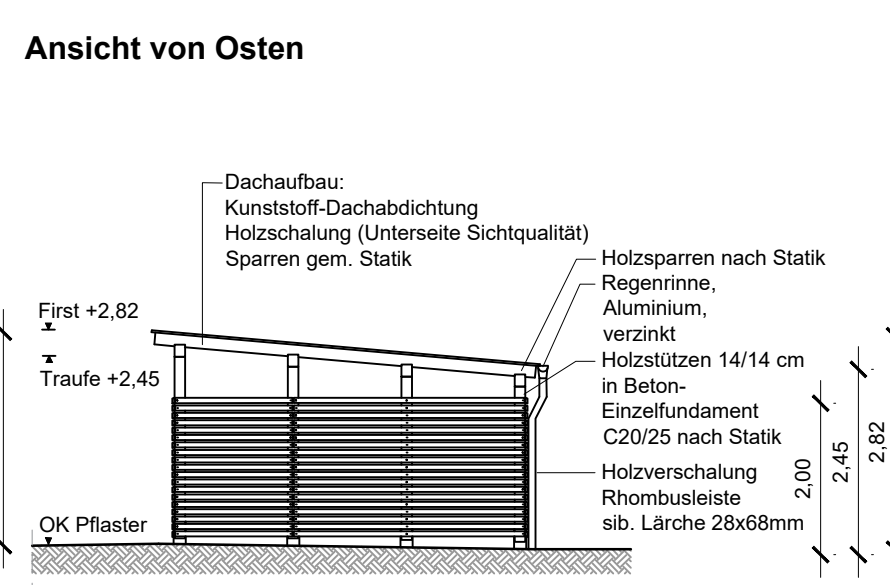 Ansicht von Osten
Dachaufbau:
Kunststoff-Dachabdichtung
Holzschalung (Unterseite Sichtqualität)
Sparren gem. Statik
Holzsparren nach Statik
Regenrinne,
Aluminium,
verzinkt
Holzstützen 14/14 cm
in Beton-
Einzelfundament
C20/25 nach Statik
Holzverschalung
Rhombusleiste
sib. Lärche 28x68mm
First +2,82
Traufe +2,45
OK Pflaster
2,00
2,45
2,82